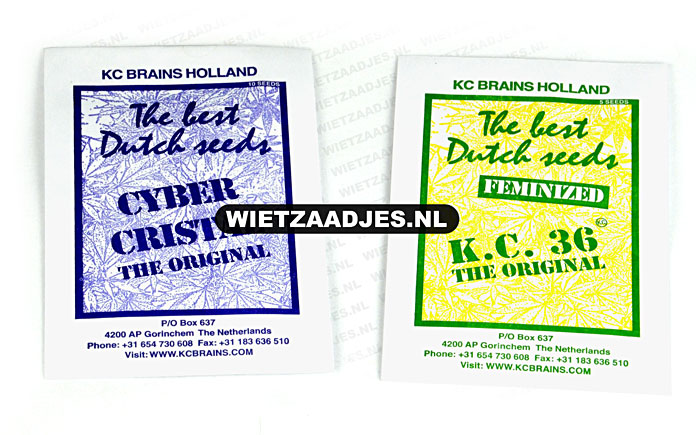 KC BRAINS HOLLAND
10 SEEDS
The best
Dutch seeds
CYBER
THE ORIGINAL
P/O Box 637
4200 AP Gorinchem The Netherlands
Phone: +31 654 730 608 Fax: +31 183 636 510
Visit: WWW.KCBRAINS.COM
WIETZAADJES.NL
KC BRAINS HOLLAND
5 SEEDS
The best
Dutch seeds
FEMINIZED
K.C. 36
KC
THE ORIGINAL
P/O Box 637
4200 AP Gorinchem The Netherlands
Phone: +31 654 730 608 Fax: +31 183 636 510
Visit: WWW.KCBRAINS.COM
WIETZAADJES.NL